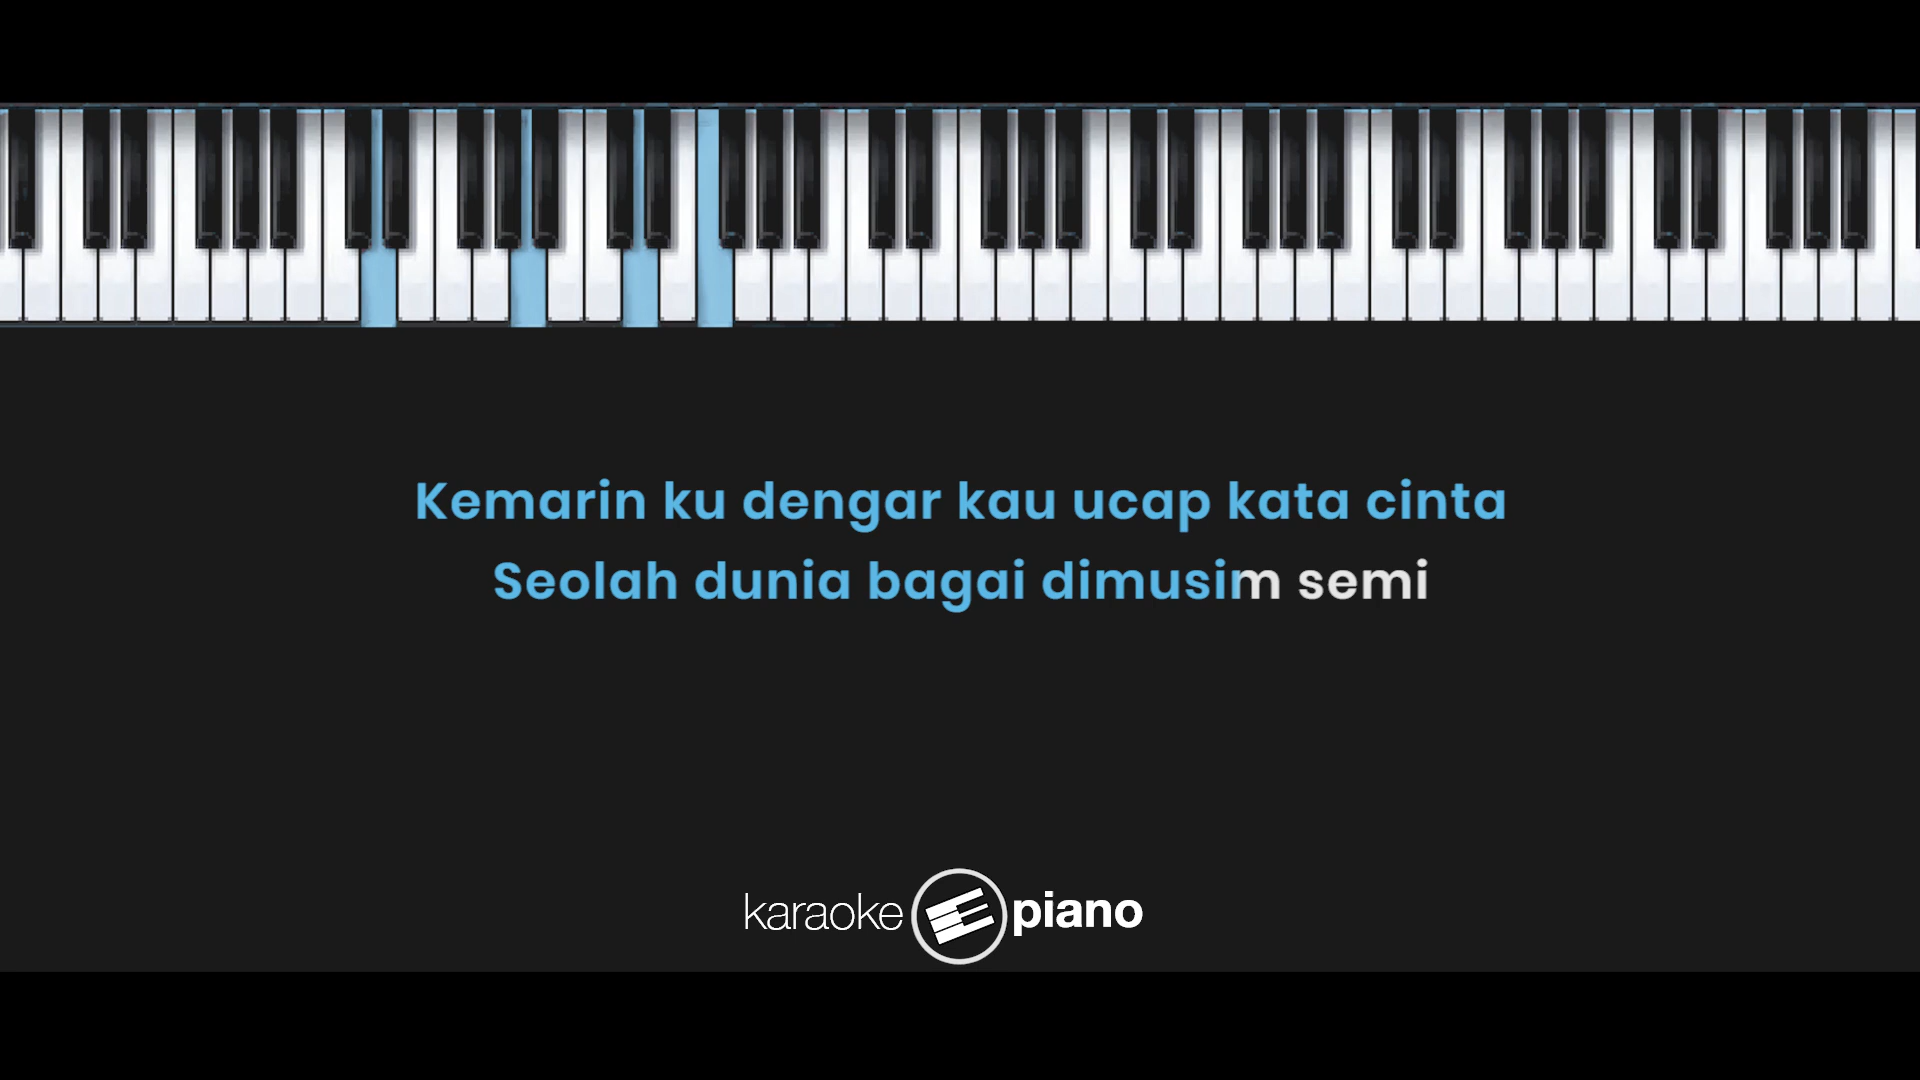 Kemarin ku dengar kau ucap kata cinta
Seolah dunia bagai dimusim semi
karaoke piano